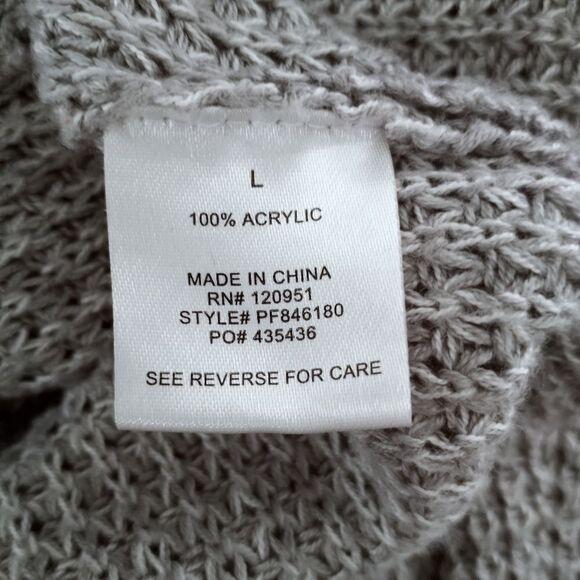 L
100% ACRYLIC
MADE IN CHINA
RN# 120951
STYLE# PF846180
PO# 435436
SEE REVERSE FOR CARE